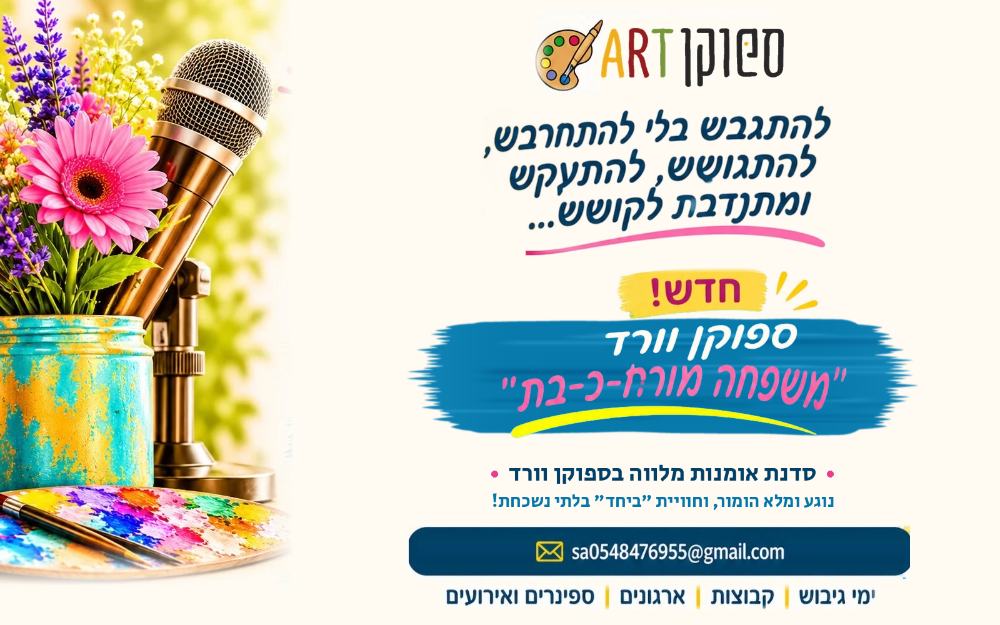 ספוקן ART
להתגבש בלי להתחרבש,
להתגושש, להתעקש
ומתנדבת לקושש...
חדש!
ספוקן וורד
"משפחה מורח-כ-בת"
• סדנת אומנות מלווה בספוקן וורד •
נוגע ומלא הומור, וחוויית "ביחד" בלתי נשכחת!
sa0548476955@gmail.com
ימי גיבוש | קבוצות | ארגונים | ספינרים ואירועים